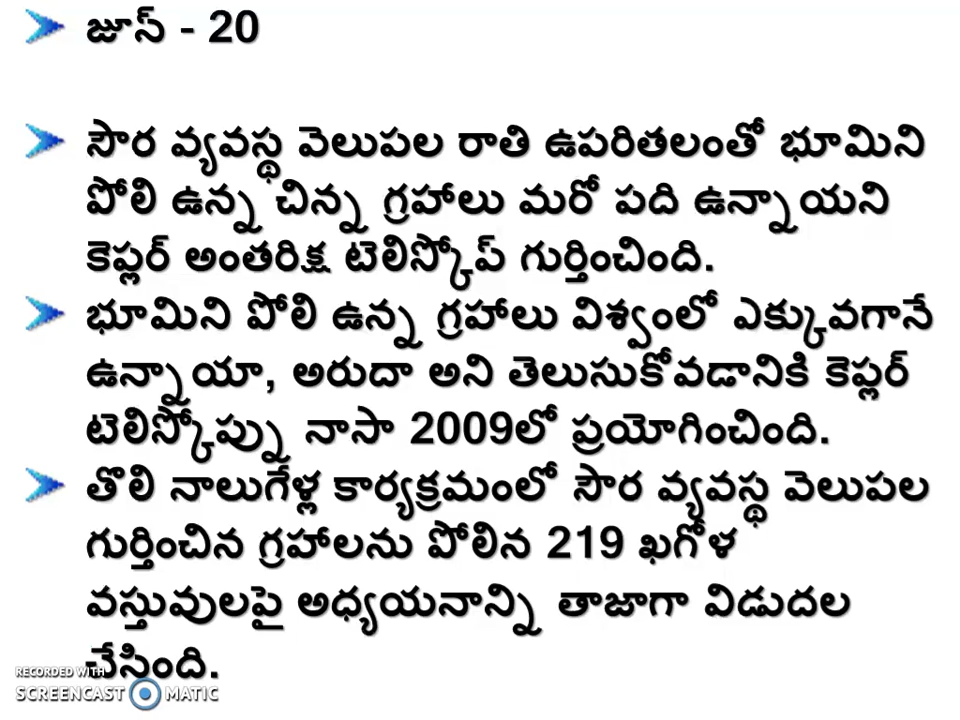 జూన్ - 20
సౌర వ్యవస్థ వెలుపల రాతి ఉపరితలంతో భూమిని
పోలి ఉన్న చిన్న గ్రహాలు మరో పది ఉన్నాయని
కెప్లర్ అంతరిక్ష టెలిస్కోప్ గుర్తించింది.
భూమిని పోలి ఉన్న గ్రహాలు విశ్వంలో ఎక్కువగానే
ఉన్నాయా, అరుదా అని తెలుసుకోవడానికి కెప్లర్
టెలిస్కోప్ను నాసా 2009లో ప్రయోగించింది.
తొలి నాలుగేళ్ల కార్యక్రమంలో సౌర వ్యవస్థ వెలుపల
గుర్తించిన గ్రహాలను పోలిన 219 ఖగోళ
వస్తువులపై అధ్యయనాన్ని తాజాగా విడుదల
చేసింది.
RECORDED WITH
SCREENCAST MATIC